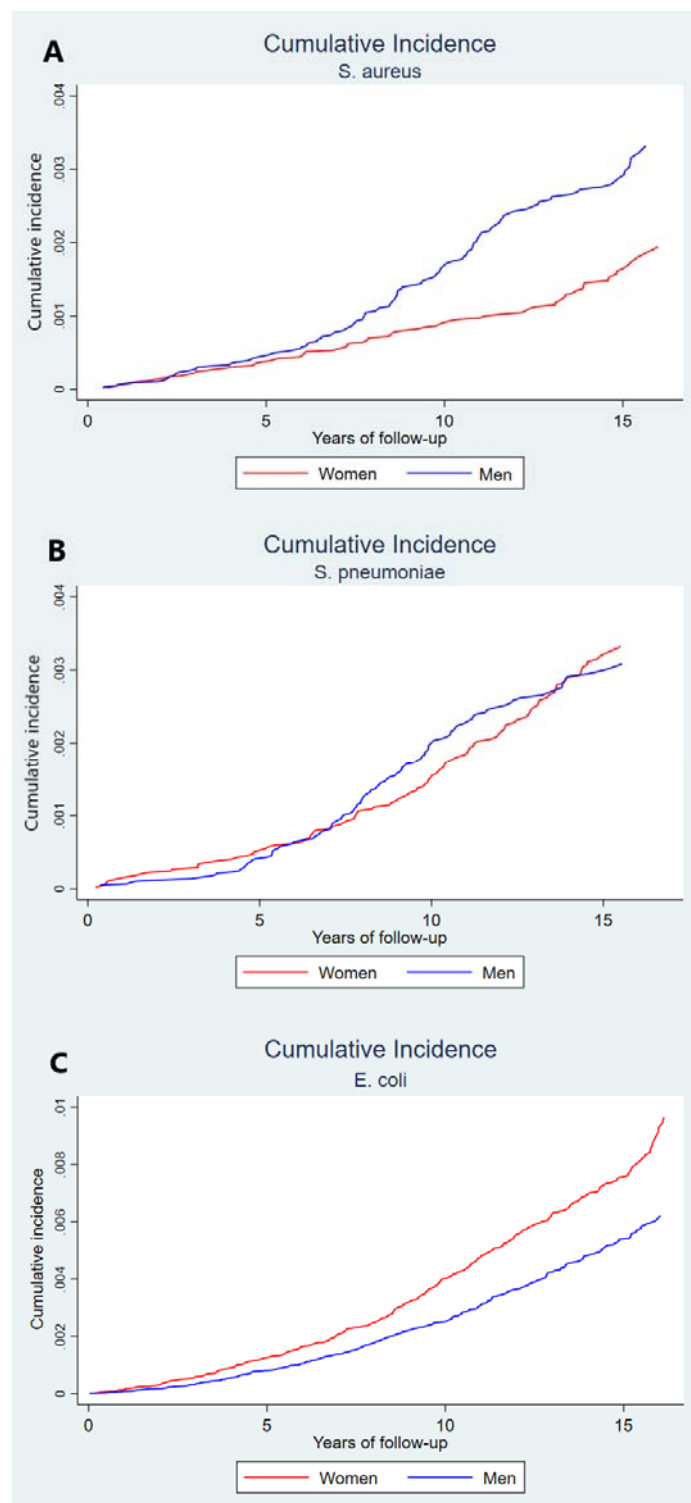 A
Cumulative Incidence
S. aureus
Cumulative incidence
.004
.003
.002
.001
0
0 5 10 15
Years of follow-up
Women Men
B
Cumulative Incidence
S. pneumoniae
Cumulative incidence
.004
.003
.002
.001
0
0 5 10 15
Years of follow-up
Women Men
C
Cumulative Incidence
E. coli
Cumulative incidence
.01
.008
.006
.004
.002
0
0 5 10 15
Years of follow-up
Women Men